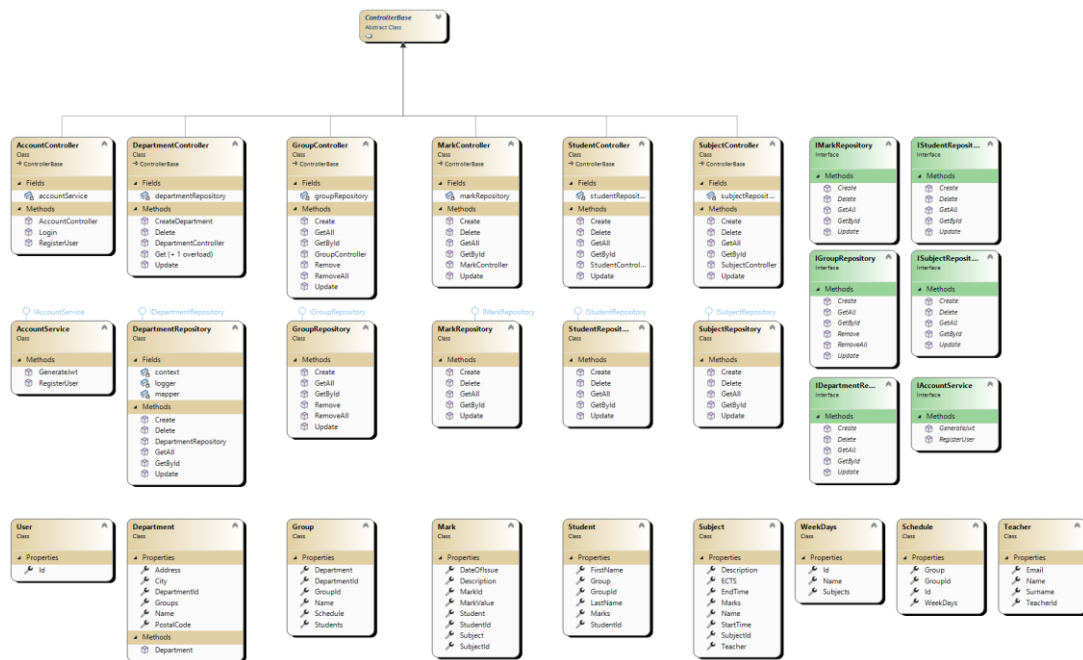 ControllerBase
Abstract Class
AccountController
Class
ControllerBase
Fields
accountService
Methods
AccountController
Login
RegisterUser
DepartmentController
Class
ControllerBase
Fields
departmentRepository
Methods
CreateDepartment
Delete
DepartmentController
Get (+ 1 overload)
Update
GroupController
Class
ControllerBase
Fields
groupRepository
Methods
Create
GetAll
GetById
GroupController
Remove
RemoveAll
Update
MarkController
Class
ControllerBase
Fields
markRepository
Methods
Create
Delete
GetAll
GetById
MarkController
Update
StudentController
Class
ControllerBase
Fields
studentReposit...
Methods
Create
Delete
GetAll
GetById
StudentControl...
Update
SubjectController
Class
ControllerBase
Fields
subjectReposit...
Methods
Create
Delete
GetAll
GetById
SubjectController
Update
IMarkRepository
Interface
Methods
Create
Delete
GetAll
GetById
Update
IStudentReposit...
Interface
Methods
Create
Delete
GetAll
GetById
Update
IGroupRepository
Interface
Methods
Create
GetAll
GetById
Remove
RemoveAll
Update
ISubjectReposit...
Interface
Methods
Create
Delete
GetAll
GetById
Update
IDepartmentRe...
Interface
Methods
Create
Delete
GetAll
GetById
Update
IAccountService
Interface
Methods
GenerateJwt
RegisterUser
IAccountService
AccountService
Class
Methods
GenerateJwt
RegisterUser
IDepartmentRepository
DepartmentRepository
Class
Fields
context
logger
mapper
Methods
Create
Delete
DepartmentRepository
GetAll
GetById
Update
IGroupRepository
GroupRepository
Class
Methods
Create
GetAll
GetById
Remove
RemoveAll
Update
IMarkRepository
MarkRepository
Class
Methods
Create
Delete
GetAll
GetById
Update
IStudentRepository
StudentReposit...
Class
Methods
Create
Delete
GetAll
GetById
Update
ISubjectRepository
SubjectRepository
Class
Methods
Create
Delete
GetAll
GetById
Update
User
Class
Properties
Id
Department
Class
Properties
Address
City
DepartmentId
Groups
Name
PostalCode
Methods
Department
Group
Class
Properties
Department
DepartmentId
GroupId
Name
Schedule
Students
Mark
Class
Properties
DateOfIssue
Description
MarkId
MarkValue
Student
StudentId
Subject
SubjectId
Student
Class
Properties
FirstName
Group
GroupId
LastName
Marks
StudentId
Subject
Class
Properties
Description
ECTS
EndTime
Marks
Name
StartTime
SubjectId
Teacher
WeekDays
Class
Properties
Id
Name
Subjects
Schedule
Class
Properties
Group
GroupId
Id
WeekDays
Teacher
Class
Properties
Email
Name
Surname
TeacherId